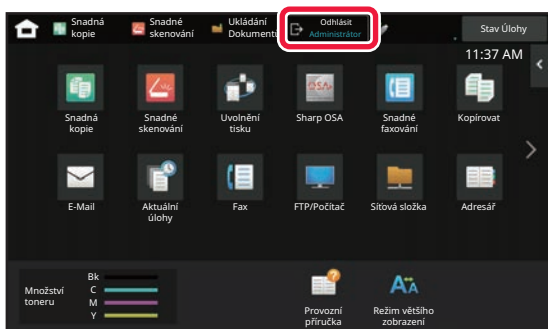 Snadná
kopie
Snadné
skenování
Ukládání
Dokumentů
Odhlásit
Administrátor
Stav Úlohy
11:37 AM
Snadná
kopie
Snadné
skenování
Uvolnění
tisku
Sharp OSA
Snadné
faxování
Kopírovat
E-Mail
Aktuální
úlohy
Fax
FTP/Počítač
Síťová složka
Adresář
Množství
toneru
Bk
C
M
Y
Provozní
příručka
Režim většího
zobrazení